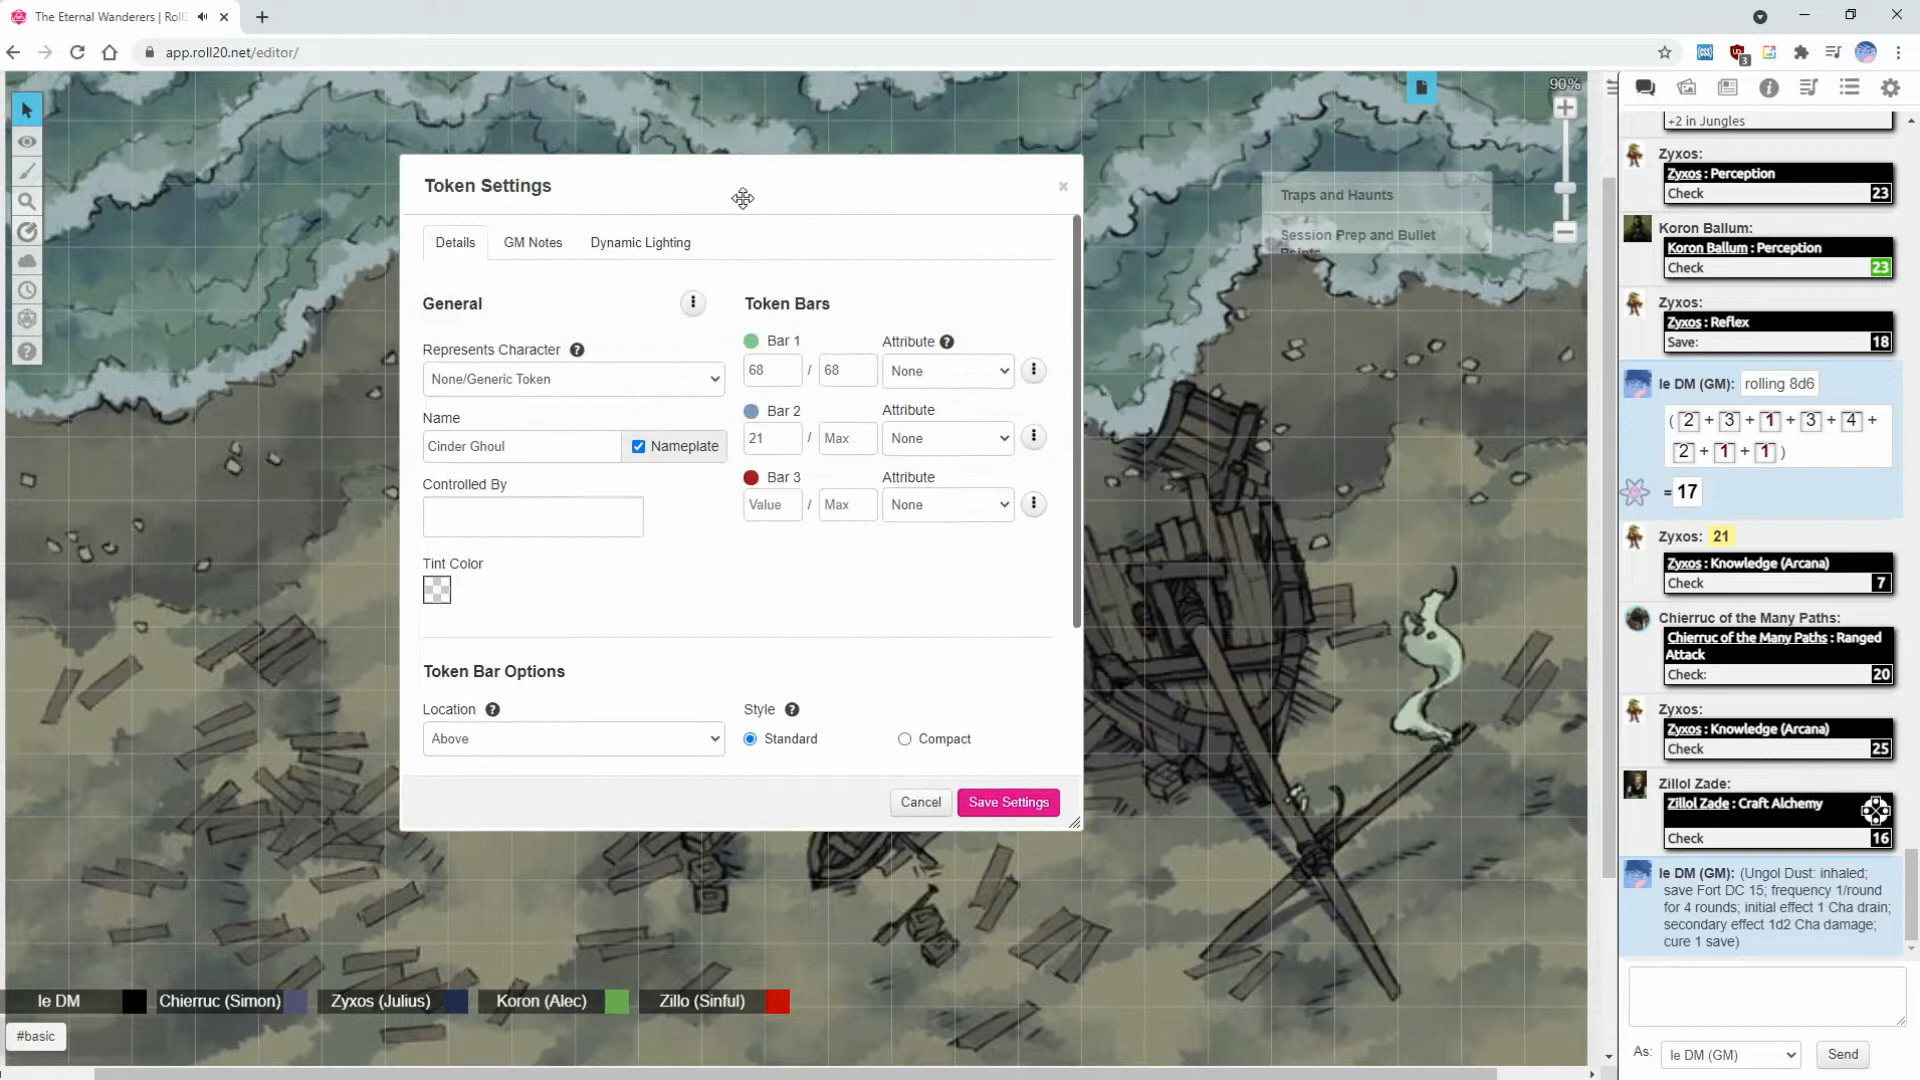 The Eternal Wanderers | Roll2
app.roll20.net/editor/
3
90%
Token Settings
Details
GM Notes
Dynamic Lighting
General
Token Bars
Represents Character
None/Generic Token
Name
Cinder Ghoul
Nameplate
Controlled By
Tint Color
Bar 1
Attribute
68 / 68
None
Bar 2
Attribute
21 / Max
None
Bar 3
Attribute
Value / Max
None
Token Bar Options
Location
Style
Above
Standard
Compact
Cancel
Save Settings
Traps and Haunts
Session Prep and Bullet
Points
+2 in Jungles
Zyxos:
Zyxos : Perception
Check 23
Koron Ballum:
Koron Ballum : Perception
Check 23
Zyxos:
Zyxos : Reflex
Save: 18
le DM (GM): rolling 8d6
( 2 + 3 + 1 + 3 + 4 +
2 + 1 + 1 )
= 17
Zyxos: 21
Zyxos : Knowledge (Arcana)
Check 7
Chierruc of the Many Paths:
Chierruc of the Many Paths : Ranged
Attack
Check: 20
Zyxos:
Zyxos : Knowledge (Arcana)
Check 25
Zillol Zade:
Zillol Zade : Craft Alchemy
Check 16
le DM (GM): (Ungol Dust: inhaled;
save Fort DC 15; frequency 1/round
for 4 rounds; initial effect 1 Cha drain;
secondary effect 1d2 Cha damage;
cure 1 save)
le DM
Chierruc (Simon)
Zyxos (Julius)
Koron (Alec)
Zillo (Sinful)
#basic
As: le DM (GM)
Send